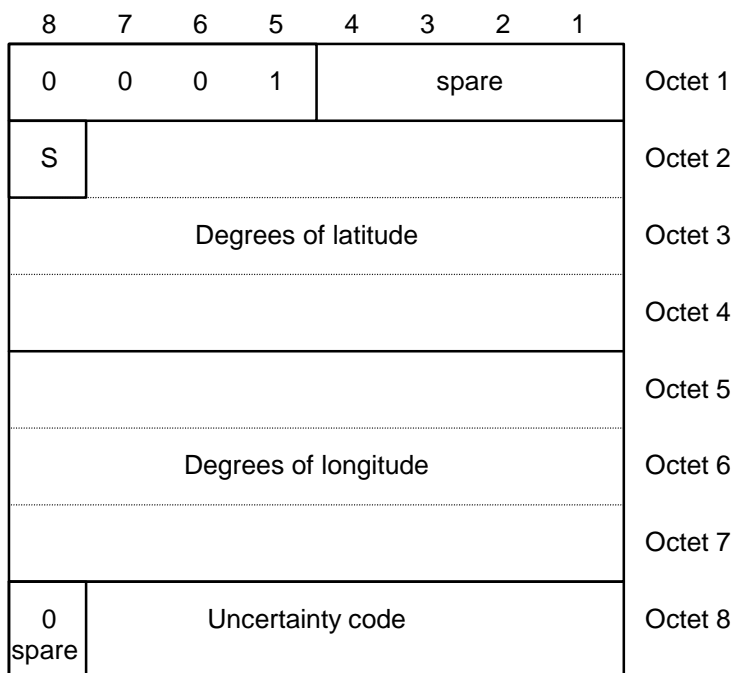 8 7 6 5 4 3 2 1
0 0 0 1 spare Octet 1
S Octet 2
Degrees of latitude Octet 3
Octet 4
Octet 5
Degrees of longitude Octet 6
Octet 7
0 Uncertainty code Octet 8
spare